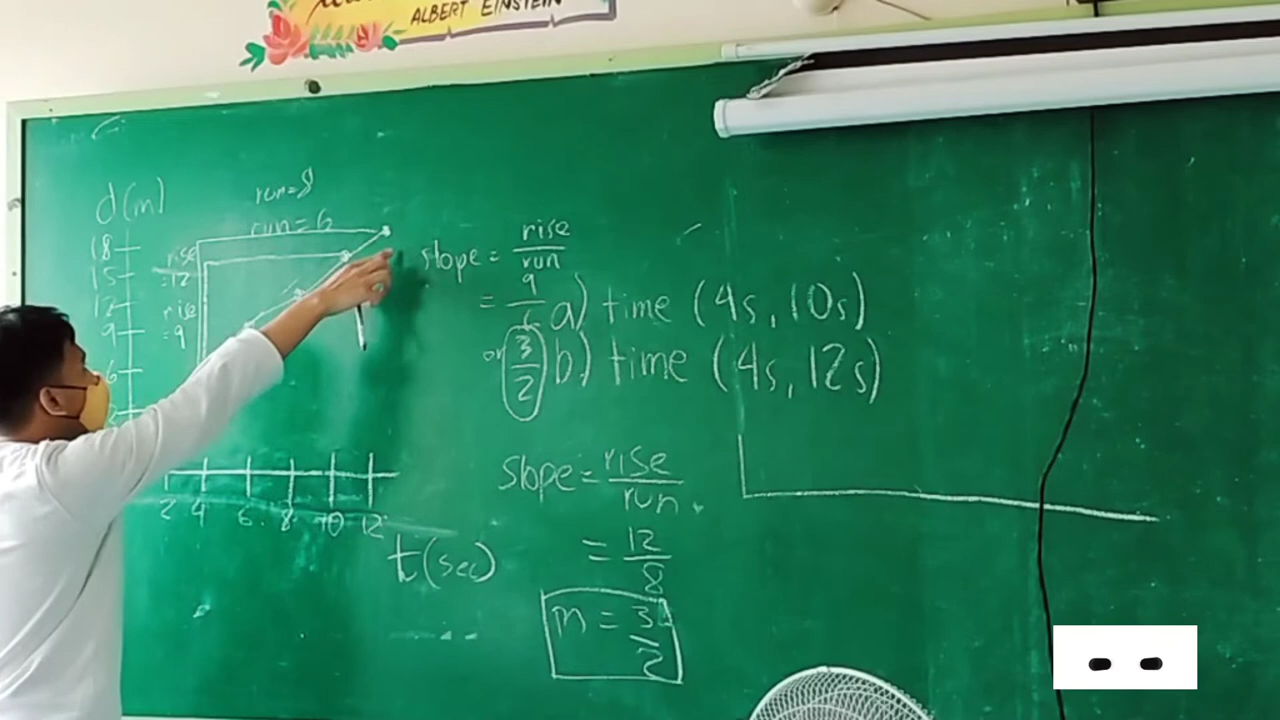 ALBERT EINSTEIN
d(m)
18
15
12
9
6
run=8
run=6
rise
=12
rise
=9
2 4 6 8 10 12
t(sec)
slope = rise
run
= 9
6
or 3
2
a) time (4s, 10s)
b) time (4s, 12s)
slope = rise
run
= 12
8
m = 3
2